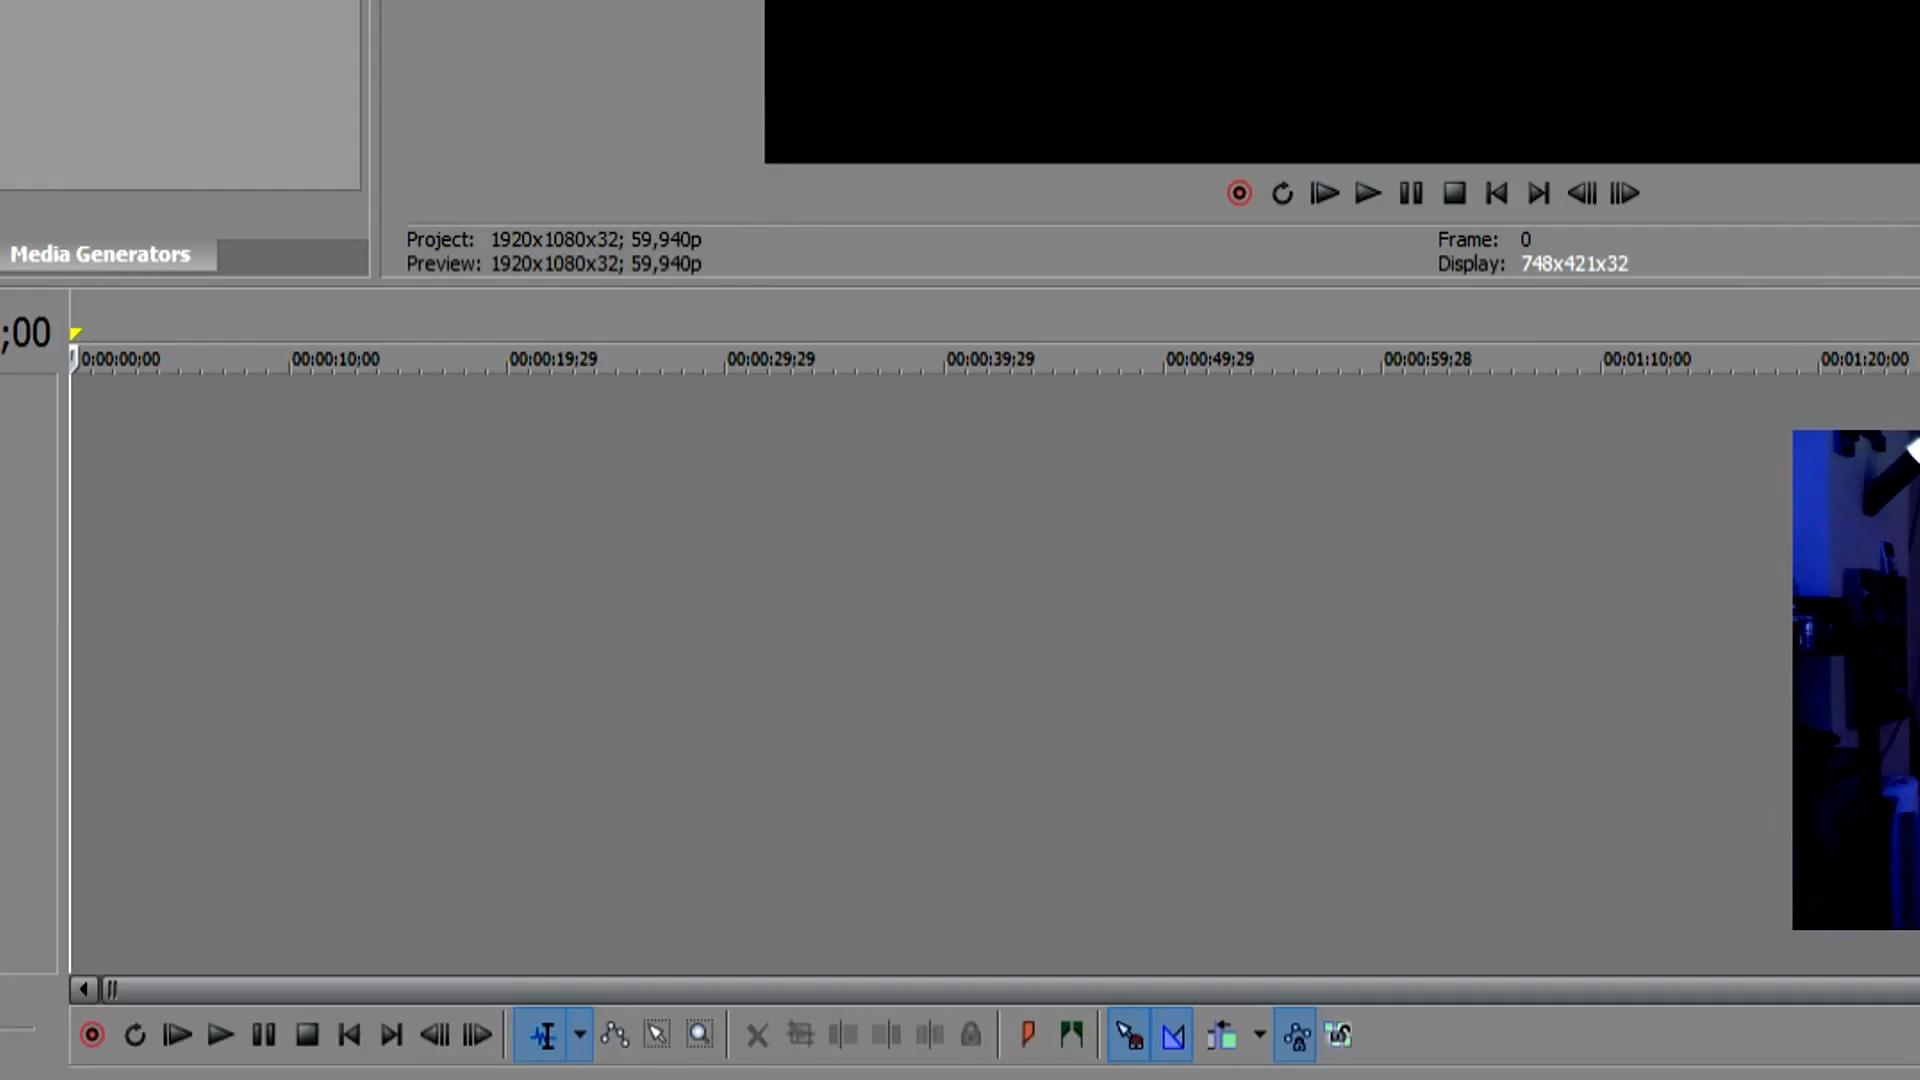 Project: 1920x1080x32; 59,940p
Frame: 0
Media Generators
Preview: 1920x1080x32; 59,940p
Display: 748x421x32
;00
0:00:00;00 00:00:10;00 00:00:19;29 00:00:29;29 00:00:39;29 00:00:49;29 00:00:59;28 00:01:10;00 00:01:20;00